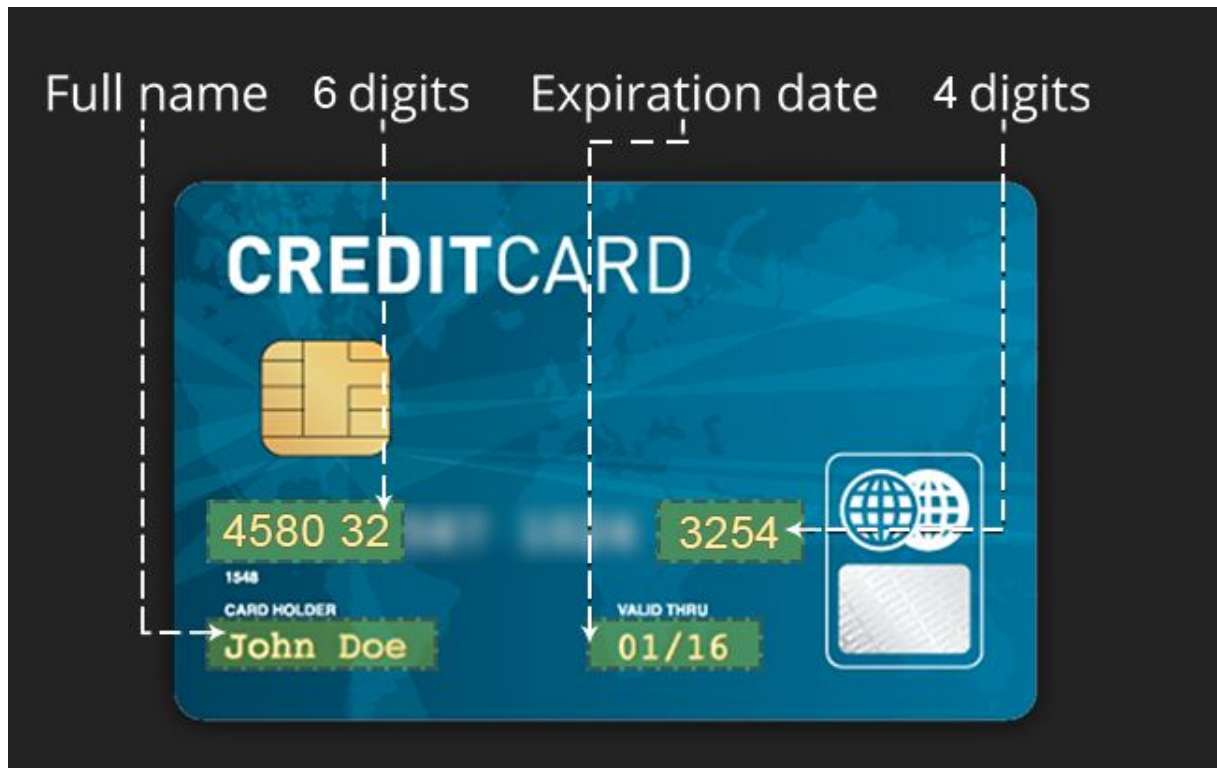 Full name 6 digits Expiration date 4 digits
CREDITCARD
4580 32 3254
1548
CARD HOLDER VALID THRU
John Doe 01/16